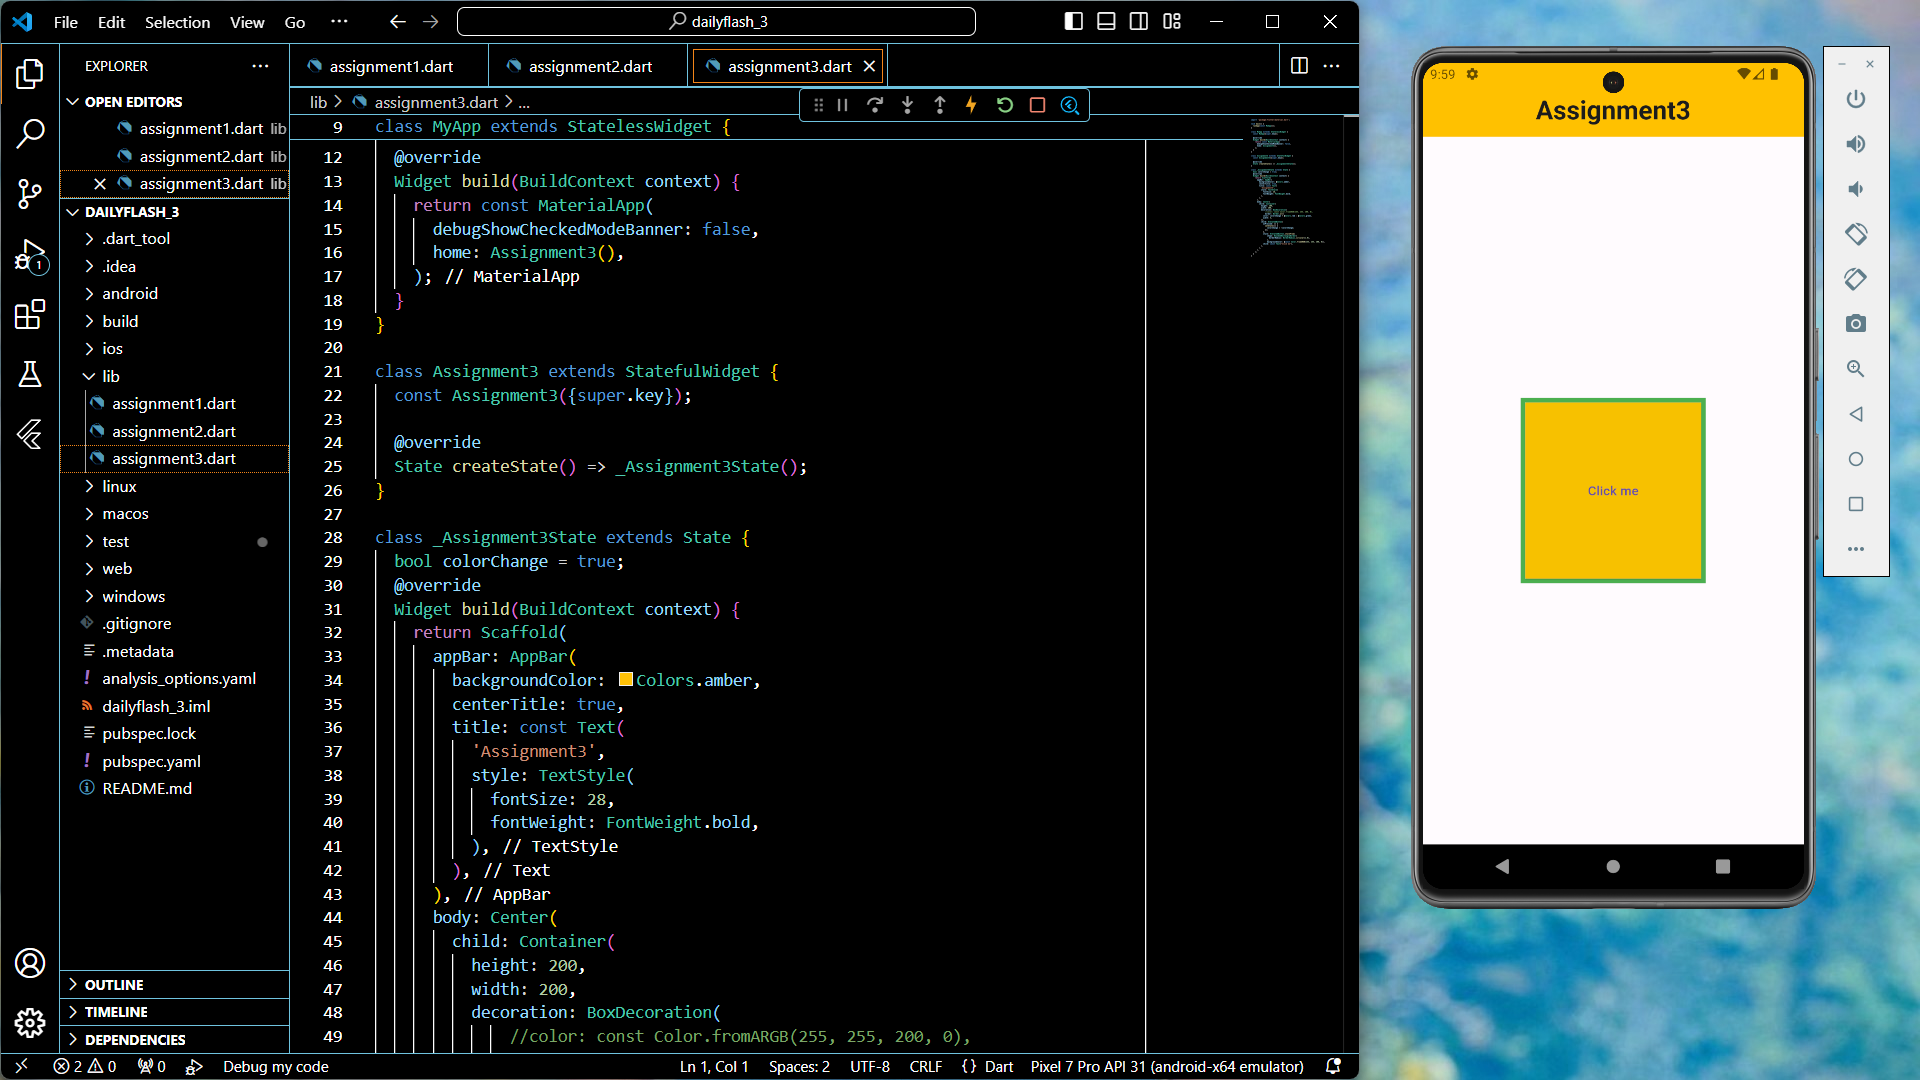 File Edit Selection View Go ··· dailyflash_3
EXPLORER ···
OPEN EDITORS
assignment1.dart lib
assignment2.dart lib
assignment3.dart lib
DAILYFLASH_3
.dart_tool
.idea
android
build
ios
lib
assignment1.dart
assignment2.dart
assignment3.dart
linux
macos
test
web
windows
.gitignore
.metadata
analysis_options.yaml
dailyflash_3.iml
pubspec.lock
pubspec.yaml
README.md
OUTLINE
TIMELINE
DEPENDENCIES
1
assignment1.dart assignment2.dart assignment3.dart
lib > assignment3.dart > ...
9 class MyApp extends StatelessWidget {
12 @override
13 Widget build(BuildContext context) {
14 return const MaterialApp(
15 debugShowCheckedModeBanner: false,
16 home: Assignment3(),
17 ); // MaterialApp
18 }
19 }
20
21 class Assignment3 extends StatefulWidget {
22 const Assignment3({super.key});
23
24 @override
25 State createState() => _Assignment3State();
26 }
27
28 class _Assignment3State extends State {
29 bool colorChange = true;
30 @override
31 Widget build(BuildContext context) {
32 return Scaffold(
33 appBar: AppBar(
34 backgroundColor: Colors.amber,
35 centerTitle: true,
36 title: const Text(
37 'Assignment3',
38 style: TextStyle(
39 fontSize: 28,
40 fontWeight: FontWeight.bold,
41 ), // TextStyle
42 ), // Text
43 ), // AppBar
44 body: Center(
45 child: Container(
46 height: 200,
47 width: 200,
48 decoration: BoxDecoration(
49 //color: const Color.fromARGB(255, 255, 200, 0),
2 0 0 Debug my code Ln 1, Col 1 Spaces: 2 UTF-8 CRLF {} Dart Pixel 7 Pro API 31 (android-x64 emulator)
9:59
Assignment3
Click me